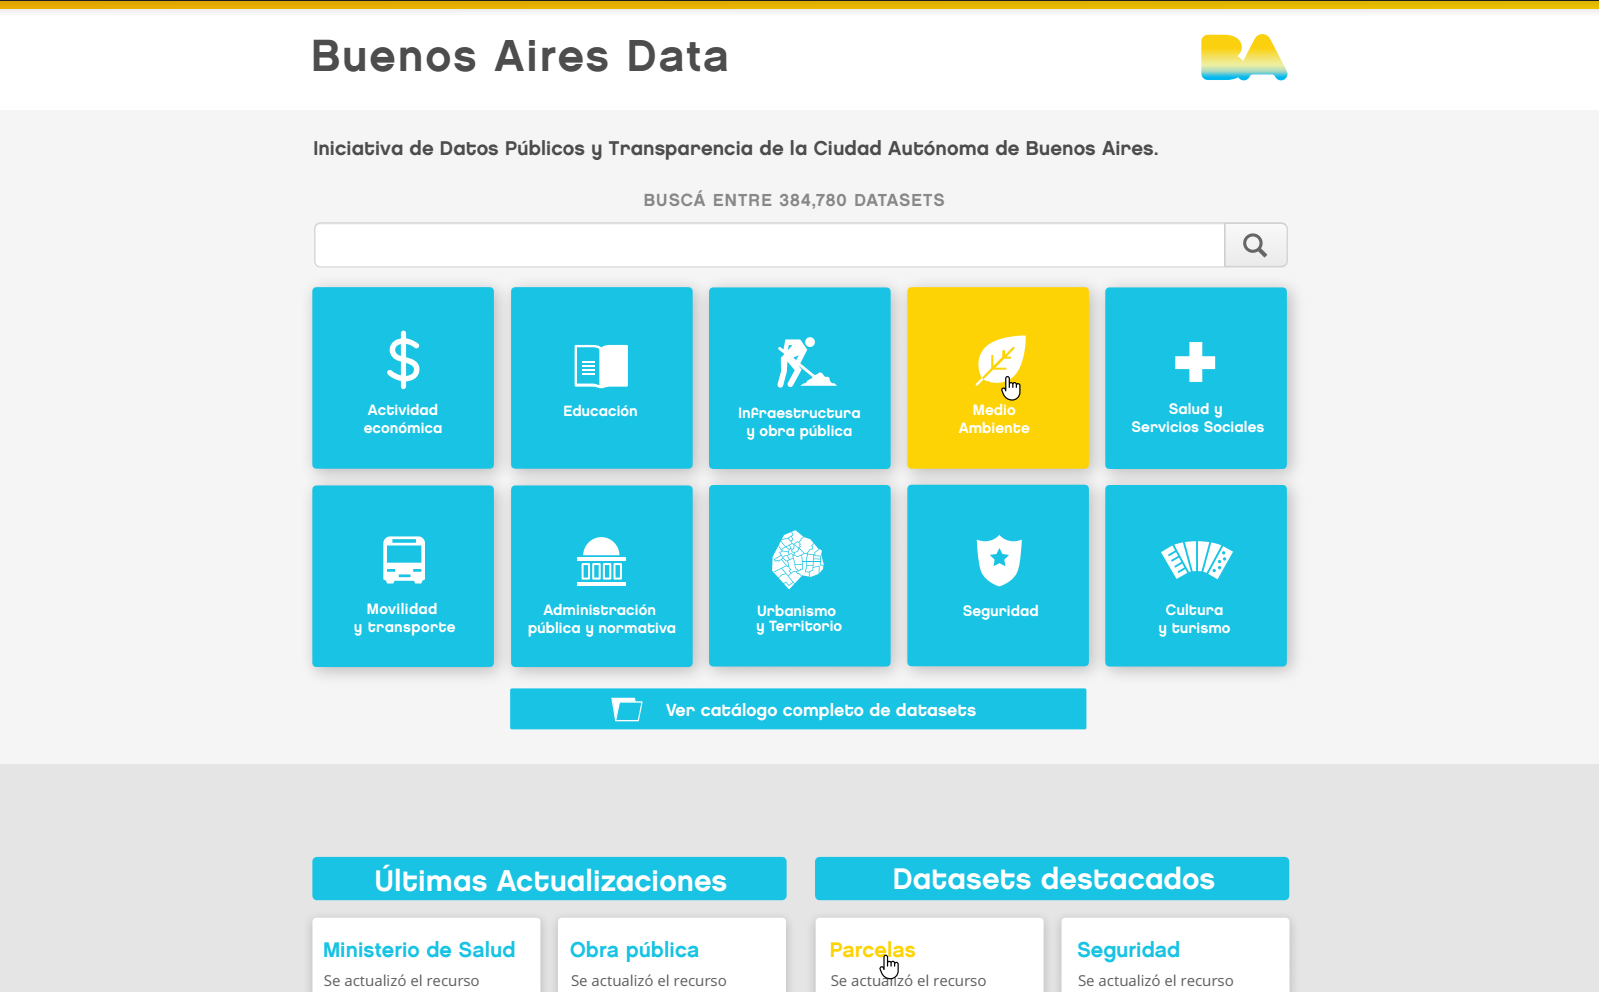 Buenos Aires Data
BA
Iniciativa de Datos Públicos y Transparencia de la Ciudad Autónoma de Buenos Aires.
BUSCÁ ENTRE 384,780 DATASETS
Actividad
económica
Educación
Infraestructura
y obra pública
Medio
Ambiente
Salud y
Servicios Sociales
Movilidad
y transporte
Administración
pública y normativa
Urbanismo
y Territorio
Seguridad
Cultura
y turismo
Ver catálogo completo de datasets
Últimas Actualizaciones
Datasets destacados
Ministerio de Salud
Se actualizó el recurso
Obra pública
Se actualizó el recurso
Parcelas
Se actualizó el recurso
Seguridad
Se actualizó el recurso